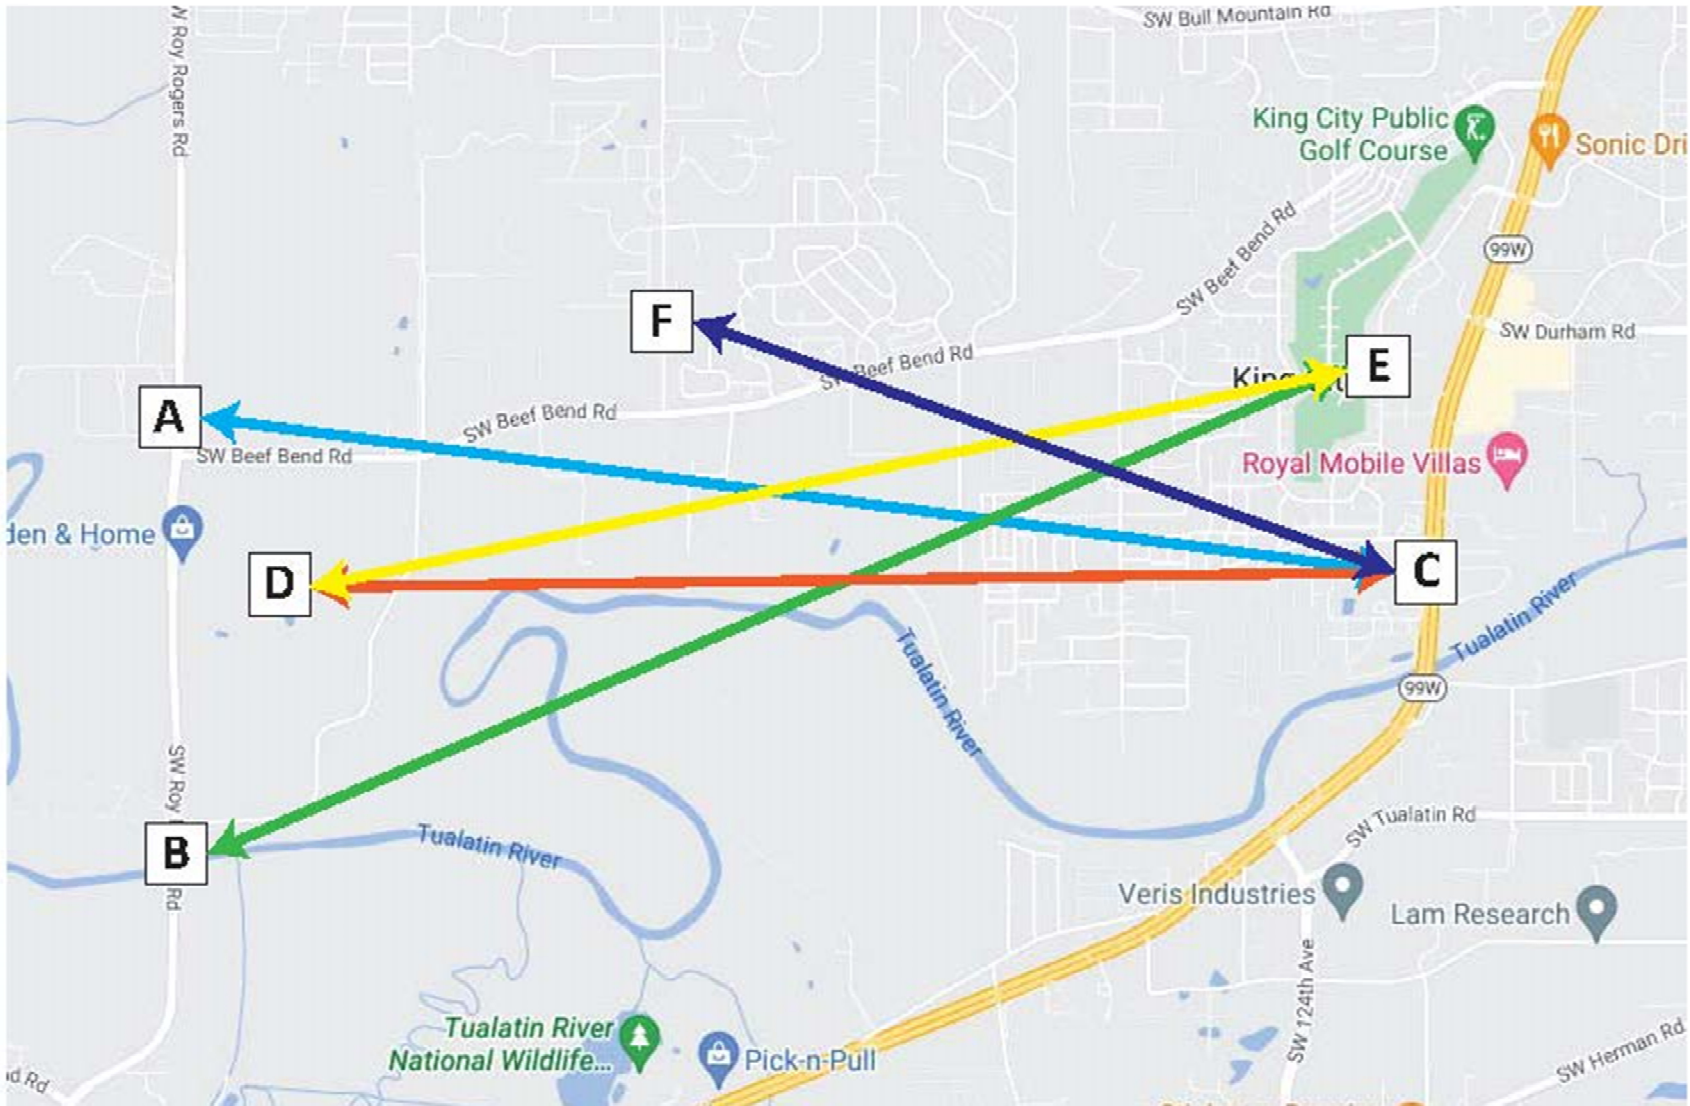 SW Bull Mountain Rd
W Roy Rogers Rd
King City Public
Golf Course
Sonic Dri
99W
SW Beef Bend Rd
SW Durham Rd
F
E
SW Beef Bend Rd
A
SW Beef Bend Rd
SW Beef Bend Rd
Royal Mobile Villas
den & Home
D
C
Tualatin River
Tualatin River
99W
SW Roy
Rd
B
Tualatin River
SW Tualatin Rd
Veris Industries
Lam Research
SW 124th Ave
Tualatin River
National Wildlife...
Pick-n-Pull
SW Herman Rd
ad Rd